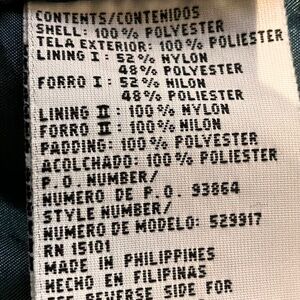 CONTENTS/CONTENIDOS
SHELL: 100% POLYESTER
TELA EXTERIOR: 100% POLIESTER
LINING I: 52% NYLON
48% POLYESTER
FORRO I: 52% NILON
48% POLYESTER
LINING II: 100% NYLON
FORRO II: 100% NILON
PADDING: 100% POLYESTER
ACOLCHADO: 100% POLIESTER
P.O. NUMBER/
NUMERO DE P.O. 93864
STYLE NUMBER/
NUMERO DE MODELO: 529917
RN 15101
MADE IN PHILIPPINES
HECHO EN FILIPINAS
SEE REVERSE SIDE FOR